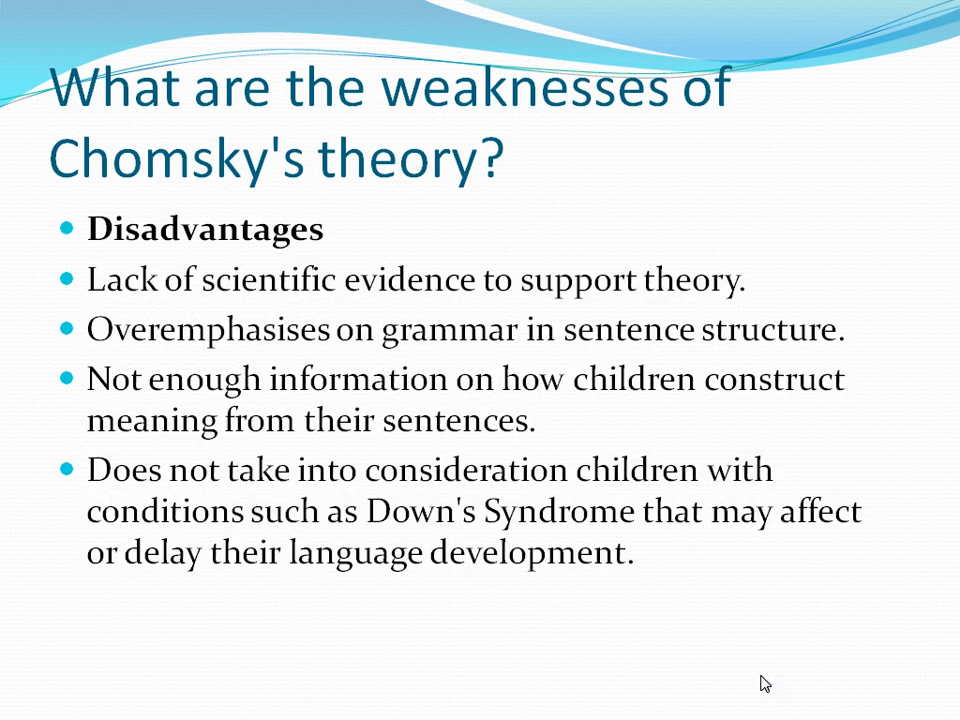 What are the weaknesses of
Chomsky's theory?
Disadvantages
Lack of scientific evidence to support theory.
Overemphasises on grammar in sentence structure.
Not enough information on how children construct
meaning from their sentences.
Does not take into consideration children with
conditions such as Down's Syndrome that may affect
or delay their language development.